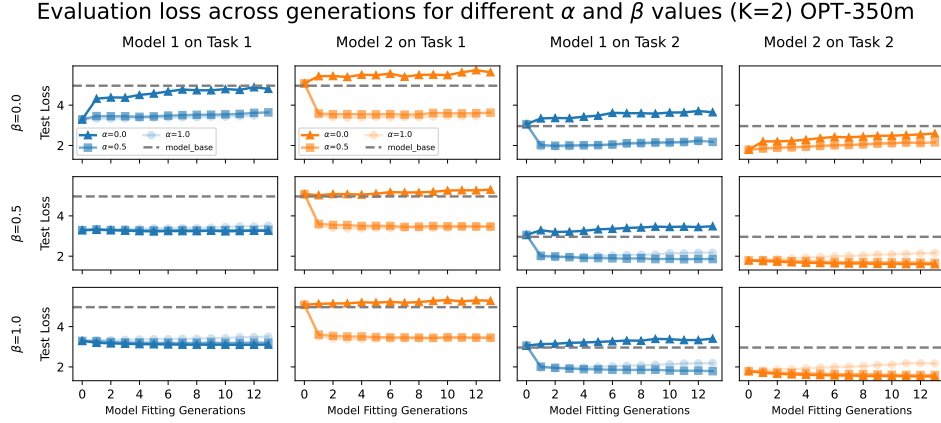 Evaluation loss across generations for different α and β values (K=2) OPT-350m
Model 1 on Task 1
Model 2 on Task 1
Model 1 on Task 2
Model 2 on Task 2
β=0.0
Test Loss
4
2
α=0.0
α=0.5
α=1.0
model_base
α=0.0
α=0.5
α=1.0
model_base
β=0.5
Test Loss
4
2
β=1.0
Test Loss
4
2
0 2 4 6 8 10 12
0 2 4 6 8 10 12
0 2 4 6 8 10 12
0 2 4 6 8 10 12
Model Fitting Generations
Model Fitting Generations
Model Fitting Generations
Model Fitting Generations